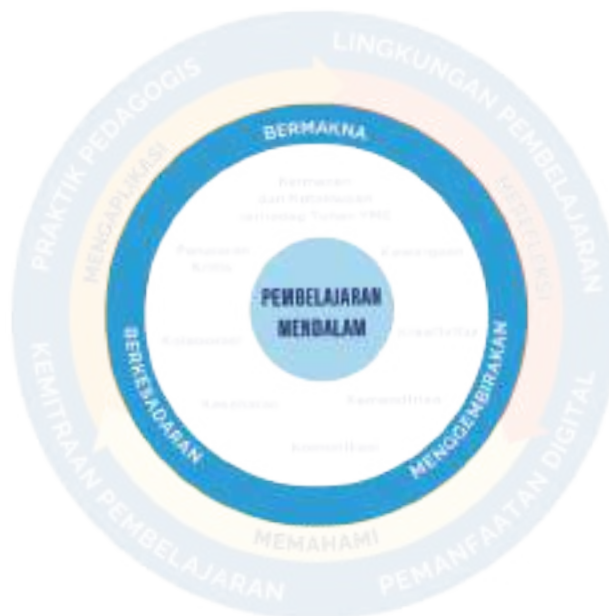 PRAKTIK PEDAGOGIS
LINGKUNGAN PEMBELAJARAN
MENGAPLIKASI
MEREFLEKSI
BERMAKNA
Keimanan
dan Ketakwaan
terhadap Tuhan YME
Penalaran
Kritis
Kewargaan
PEMBELAJARAN
MENDALAM
Kolaborasi
Kreativitas
Kesehatan
Kemandirian
Komunikasi
BERKESADARAN
MENGGEMBIRAKAN
MEMAHAMI
KEMITRAAN PEMBELAJARAN
PEMANFAATAN DIGITAL